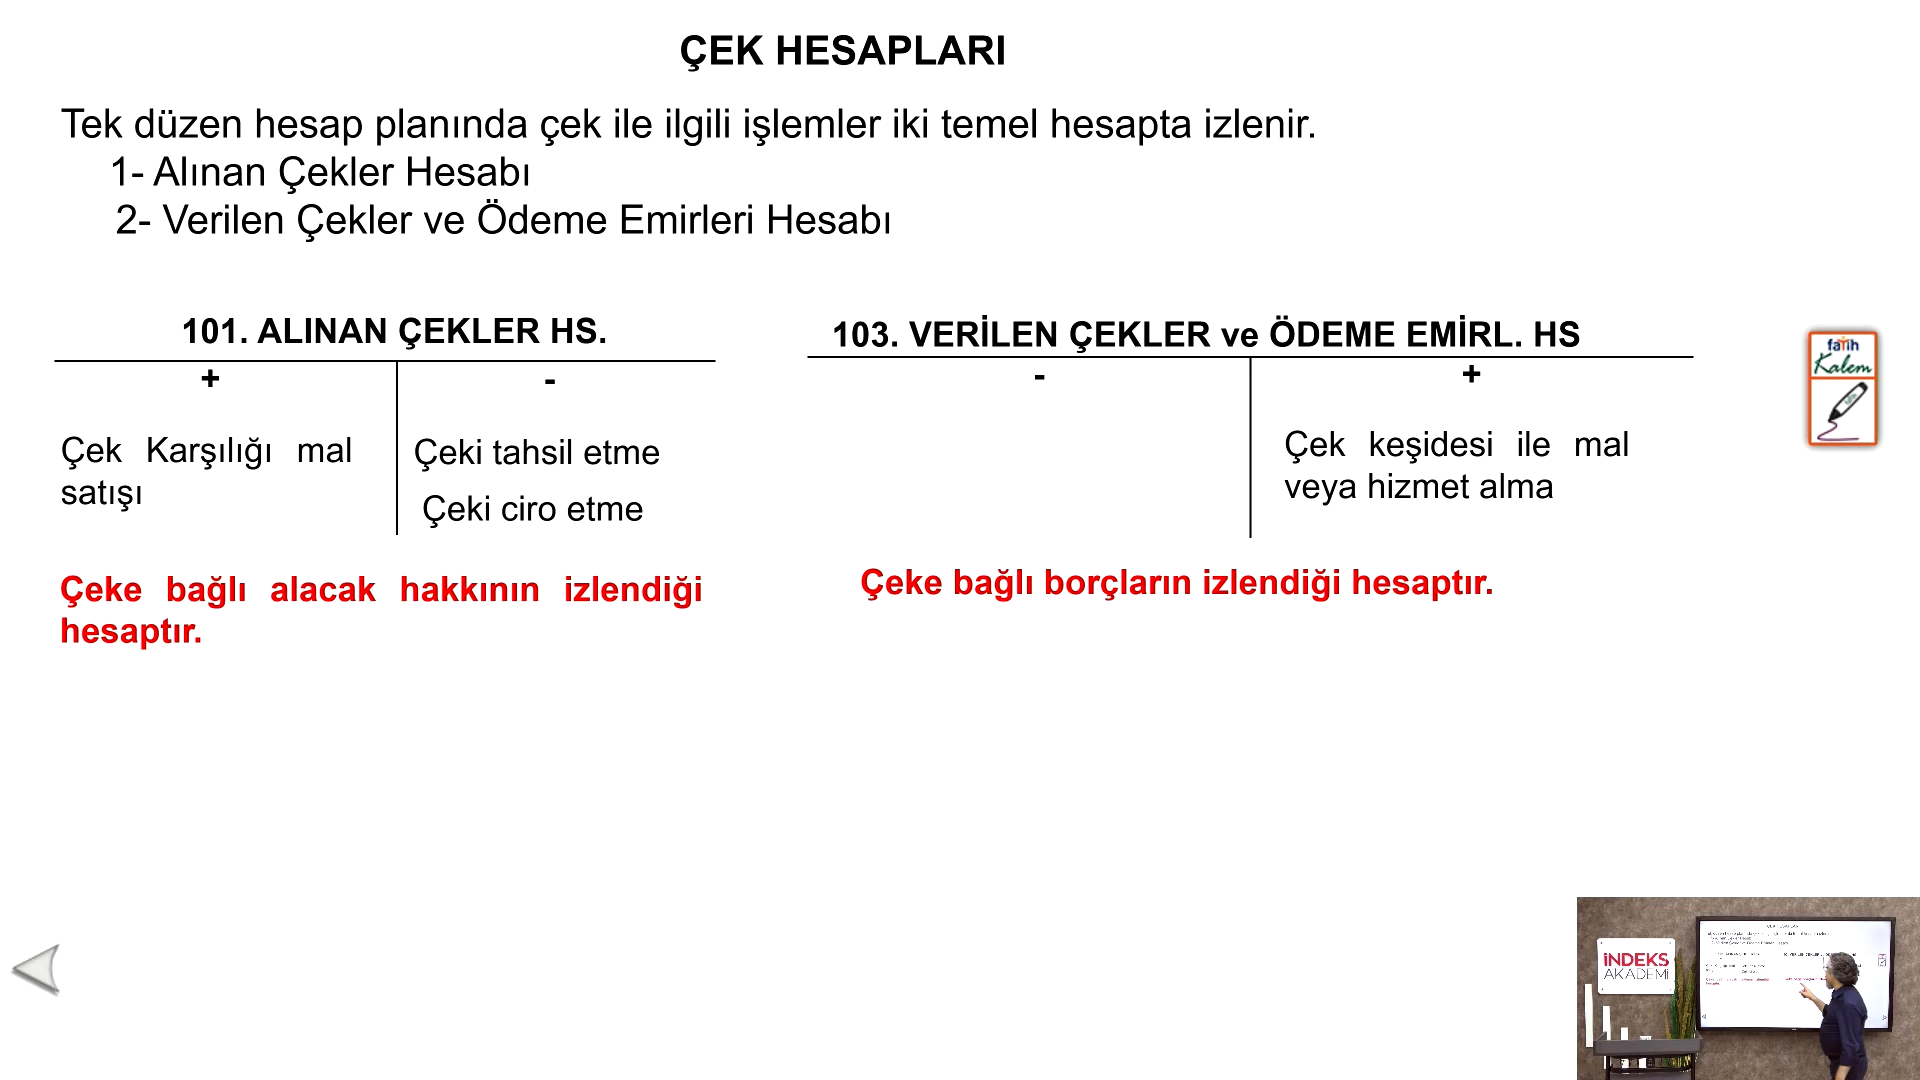 ÇEK HESAPLARI
Tek düzen hesap planında çek ile ilgili işlemler iki temel hesapta izlenir.
1- Alınan Çekler Hesabı
2- Verilen Çekler ve Ödeme Emirleri Hesabı
101. ALINAN ÇEKLER HS.
+ -
Çek Karşılığı mal
satışı
Çeki tahsil etme
Çeki ciro etme
Çeke bağlı alacak hakkının izlendiği
hesaptır.
103. VERİLEN ÇEKLER ve ÖDEME EMİRL. HS
- +
Çek keşidesi ile mal
veya hizmet alma
Çeke bağlı borçların izlendiği hesaptır.
fatih
Kalem
İNDEKS
AKADEMİ